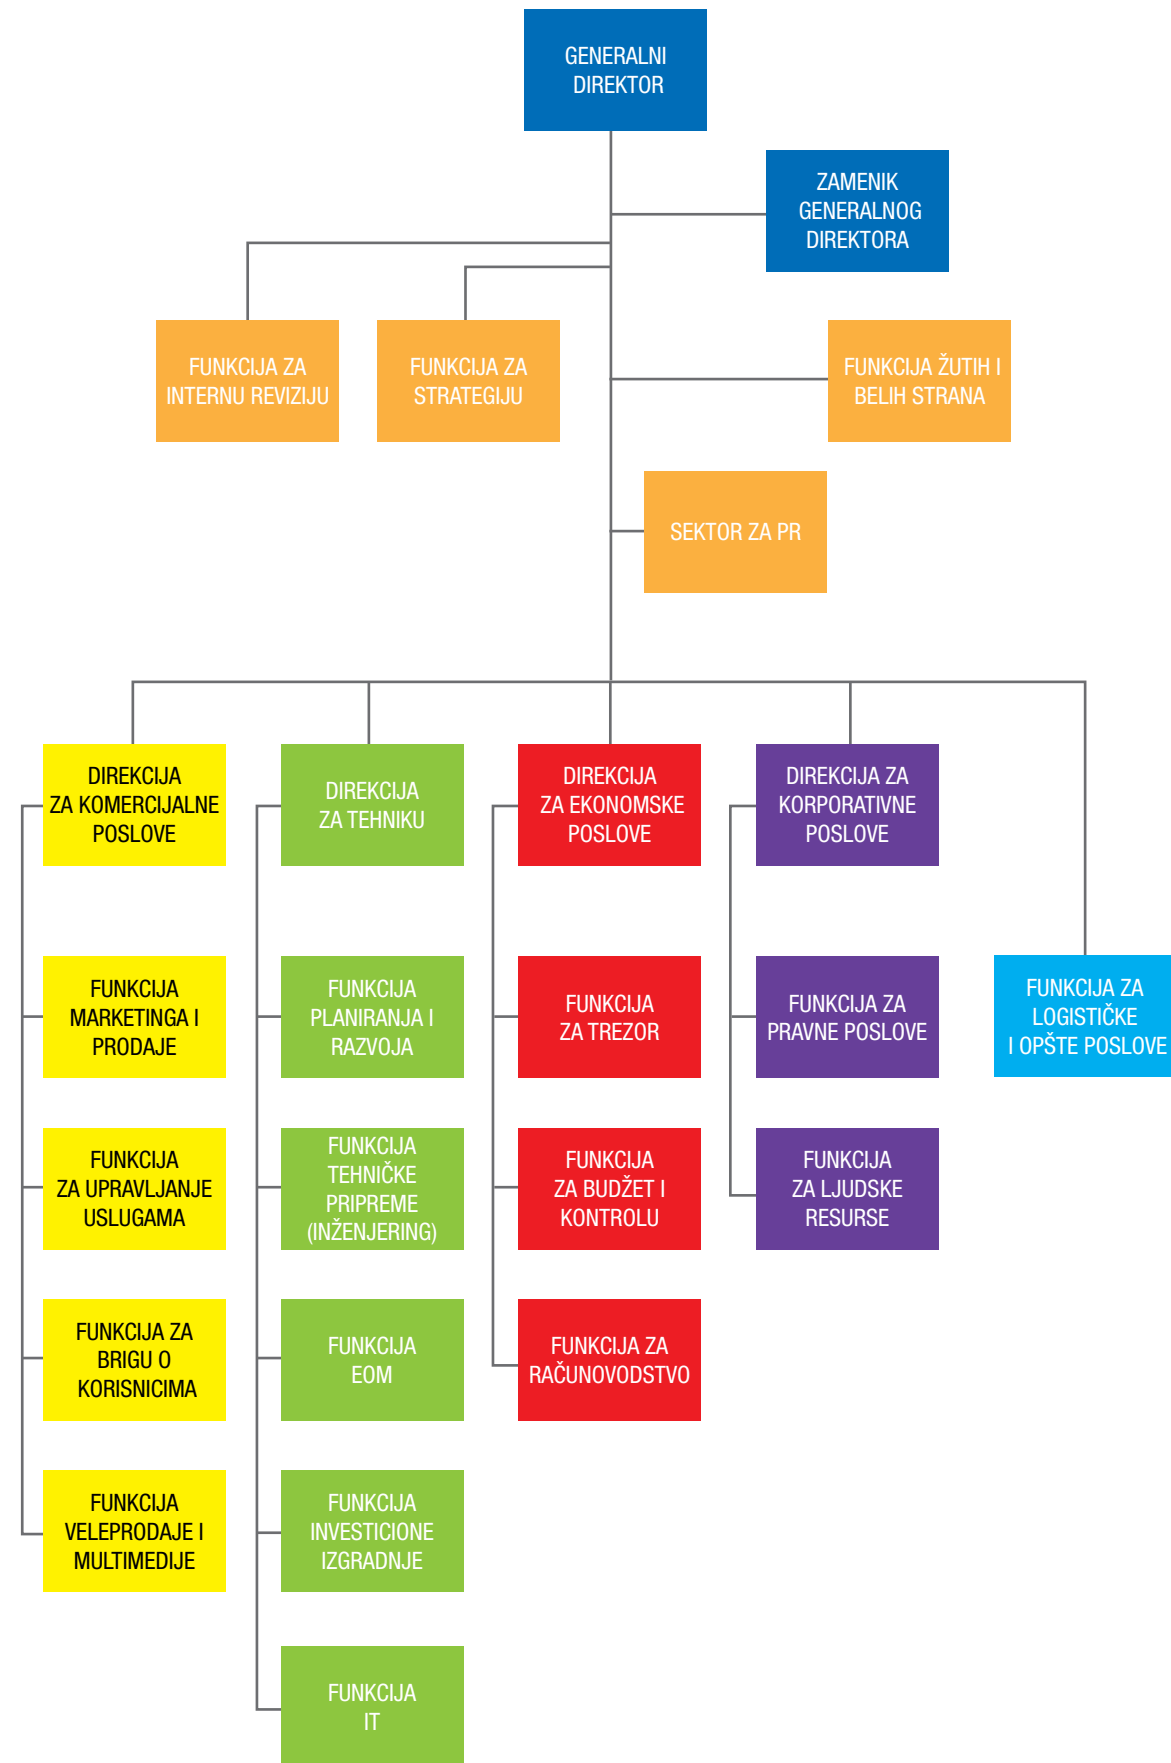 GENERALNI
DIREKTOR
ZAMENIK
GENERALNOG
DIREKTORA
FUNKCIJA ZA
INTERNU REVIZIJU
FUNKCIJA ZA
STRATEGIJU
FUNKCIJA ŽUTIH I
BELIH STRANA
SEKTOR ZA PR
DIREKCIJA
ZA KOMERCIJALNE
POSLOVE
DIREKCIJA
ZA TEHNIKU
DIREKCIJA
ZA EKONOMSKE
POSLOVE
DIREKCIJA ZA
KORPORATIVNE
POSLOVE
FUNKCIJA
MARKETINGA I
PRODAJE
FUNKCIJA
PLANIRANJA I
RAZVOJA
FUNKCIJA
ZA TREZOR
FUNKCIJA ZA
PRAVNE POSLOVE
FUNKCIJA ZA
LOGISTIČKE
I OPŠTE POSLOVE
FUNKCIJA
ZA UPRAVLJANJE
USLUGAMA
FUNKCIJA
TEHNIČKE
PRIPREME
(INŽENJERING)
FUNKCIJA
ZA BUDŽET I
KONTROLU
FUNKCIJA
ZA LJUDSKE
RESURSE
FUNKCIJA ZA
BRIGU O
KORISNICIMA
FUNKCIJA
EOM
FUNKCIJA ZA
RAČUNOVODSTVO
FUNKCIJA
VELEPRODAJE I
MULTIMEDIJE
FUNKCIJA
INVESTICIONE
IZGRADNJE
FUNKCIJA
IT